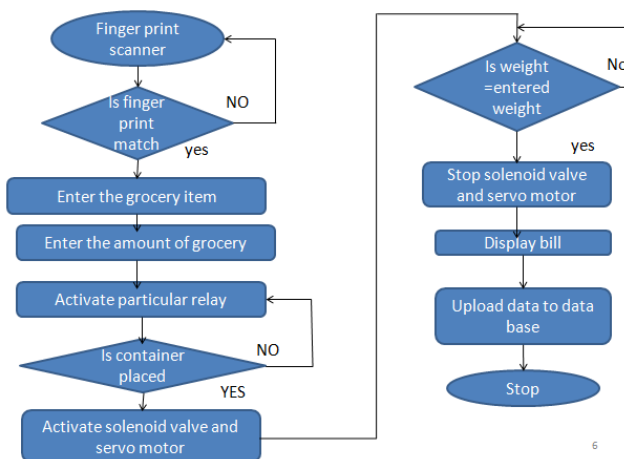 Finger print
scanner
NO
Is finger
print
match
yes
Enter the grocery item
Enter the amount of grocery
Activate particular relay
Is container
placed
NO
YES
Activate solenoid valve and
servo motor
Is weight
=entered
weight
No
yes
Stop solenoid valve
and servo motor
Display bill
Upload data to data
base
Stop
6